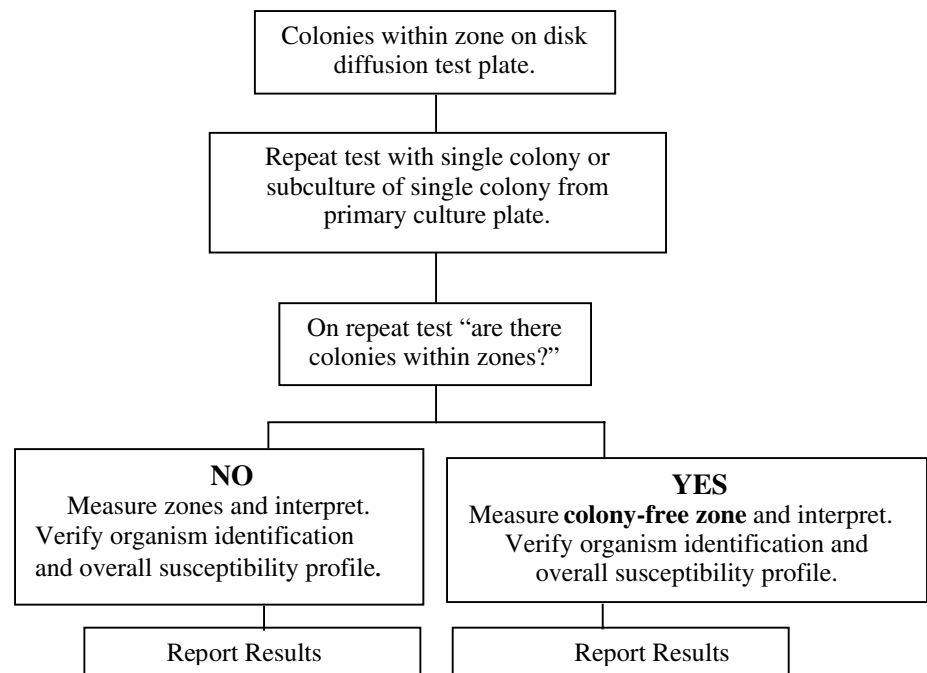 Colonies within zone on disk
diffusion test plate.
Repeat test with single colony or
subculture of single colony from
primary culture plate.
On repeat test “are there
colonies within zones?”
NO
Measure zones and interpret.
Verify organism identification
and overall susceptibility profile.
YES
Measure colony-free zone and interpret.
Verify organism identification and
overall susceptibility profile.
Report Results
Report Results